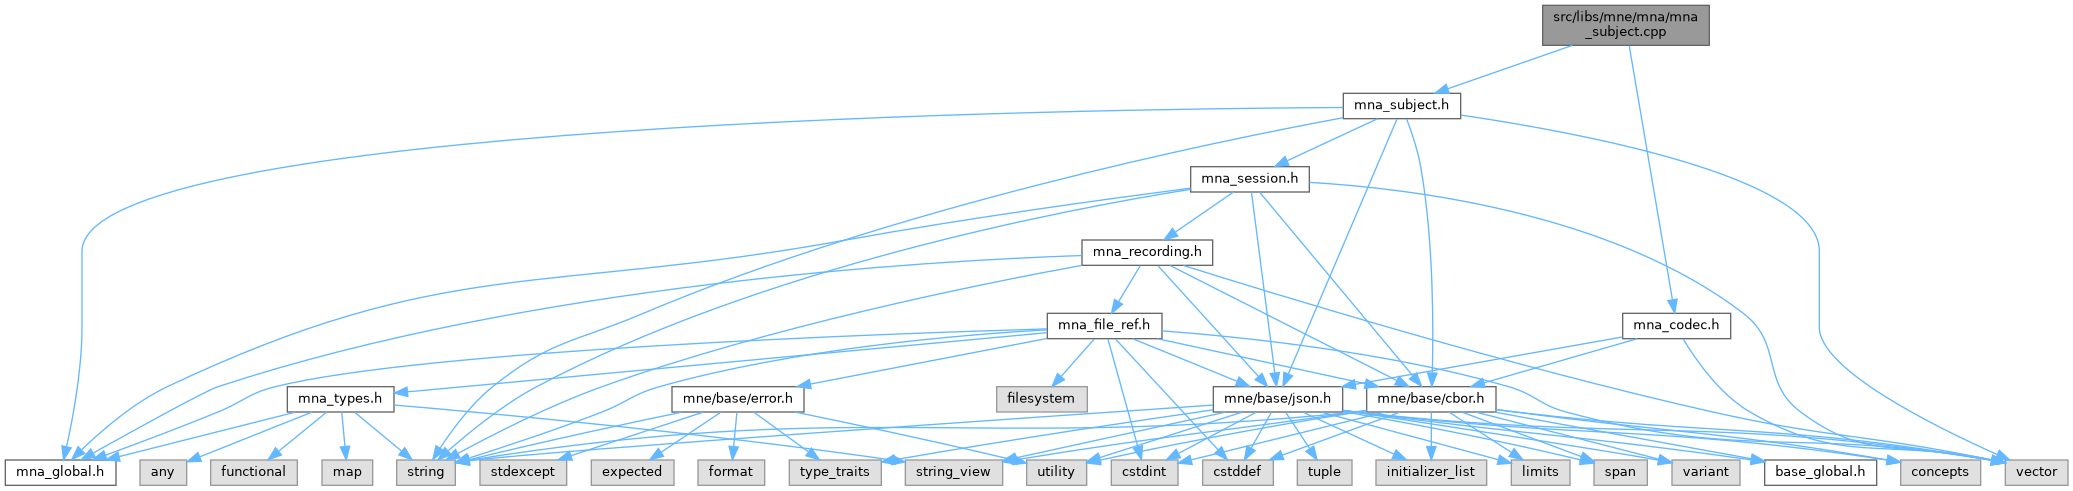 src/libs/mne/mna/mna
_subject.cpp
mna_subject.h
mna_session.h
mna_recording.h
mna_file_ref.h
mna_codec.h
mna_types.h
mne/base/error.h
filesystem
mne/base/json.h
mne/base/cbor.h
mna_global.h
any
functional
map
string
stdexcept
expected
format
type_traits
string_view
utility
cstdint
cstddef
tuple
initializer_list
limits
span
variant
base_global.h
concepts
vector